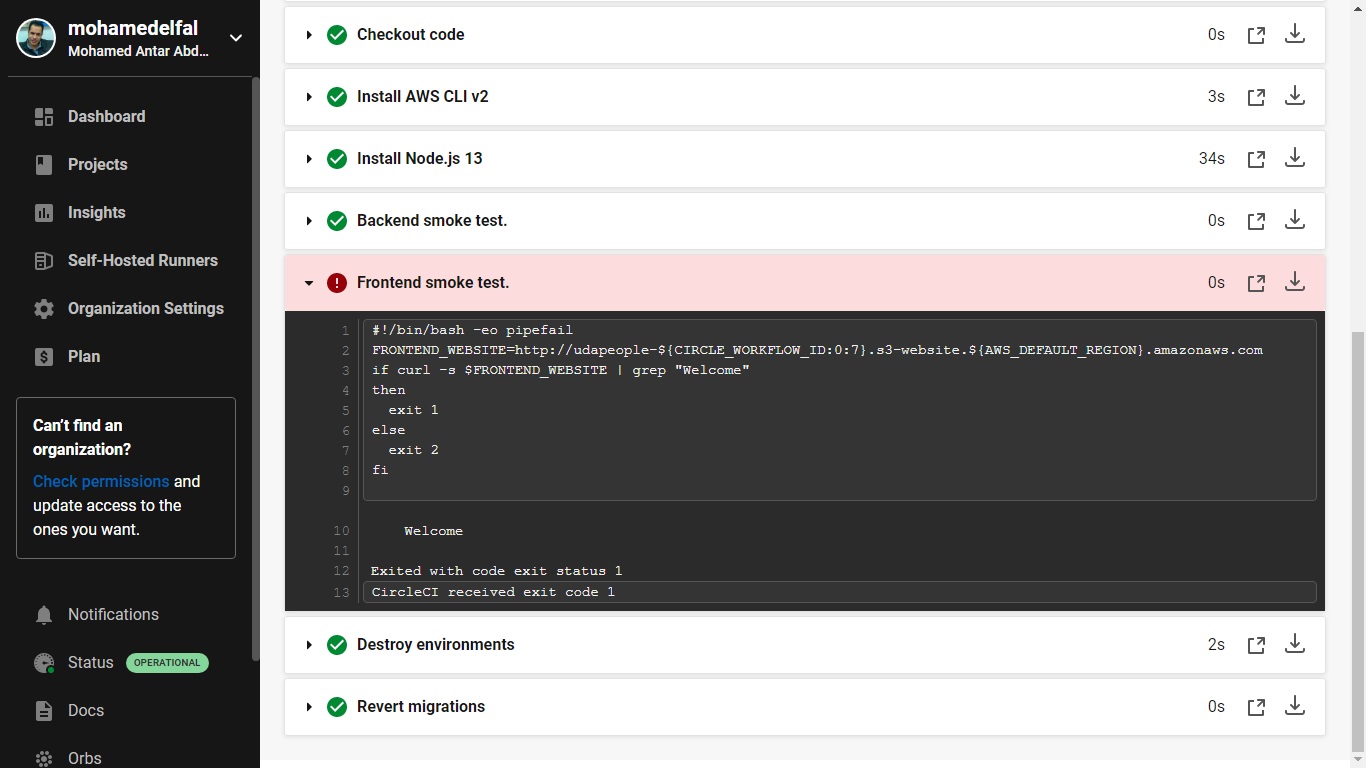 mohamedelfal
Mohamed Antar Abd...
Dashboard
Projects
Insights
Self-Hosted Runners
Organization Settings
Plan
Can't find an
organization?
Check permissions and
update access to the
ones you want.
Notifications
Status OPERATIONAL
Docs
Orbs
Checkout code 0s
Install AWS CLI v2 3s
Install Node.js 13 34s
Backend smoke test. 0s
Frontend smoke test. 0s
1 #!/bin/bash -eo pipefail
2 FRONTEND_WEBSITE=http://udapeople-${CIRCLE_WORKFLOW_ID:0:7}.s3-website.${AWS_DEFAULT_REGION}.amazonaws.com
3 if curl -s $FRONTEND_WEBSITE | grep "Welcome"
4 then
5   exit 1
6 else
7   exit 2
8 fi
9
10     Welcome
11
12 Exited with code exit status 1
13 CircleCI received exit code 1
Destroy environments 2s
Revert migrations 0s